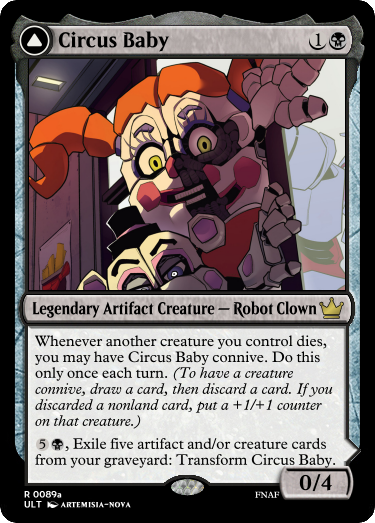 Circus Baby 1
Legendary Artifact Creature — Robot Clown
Whenever another creature you control dies,
you may have Circus Baby connive. Do this
only once each turn. (To have a creature
connive, draw a card, then discard a card. If you
discarded a nonland card, put a +1/+1 counter
on that creature.)
5, Exile five artifact and/or creature cards
from your graveyard: Transform Circus Baby.
0/4
R 0089a
ULT ARTEMISIA-NOVA
FNAF